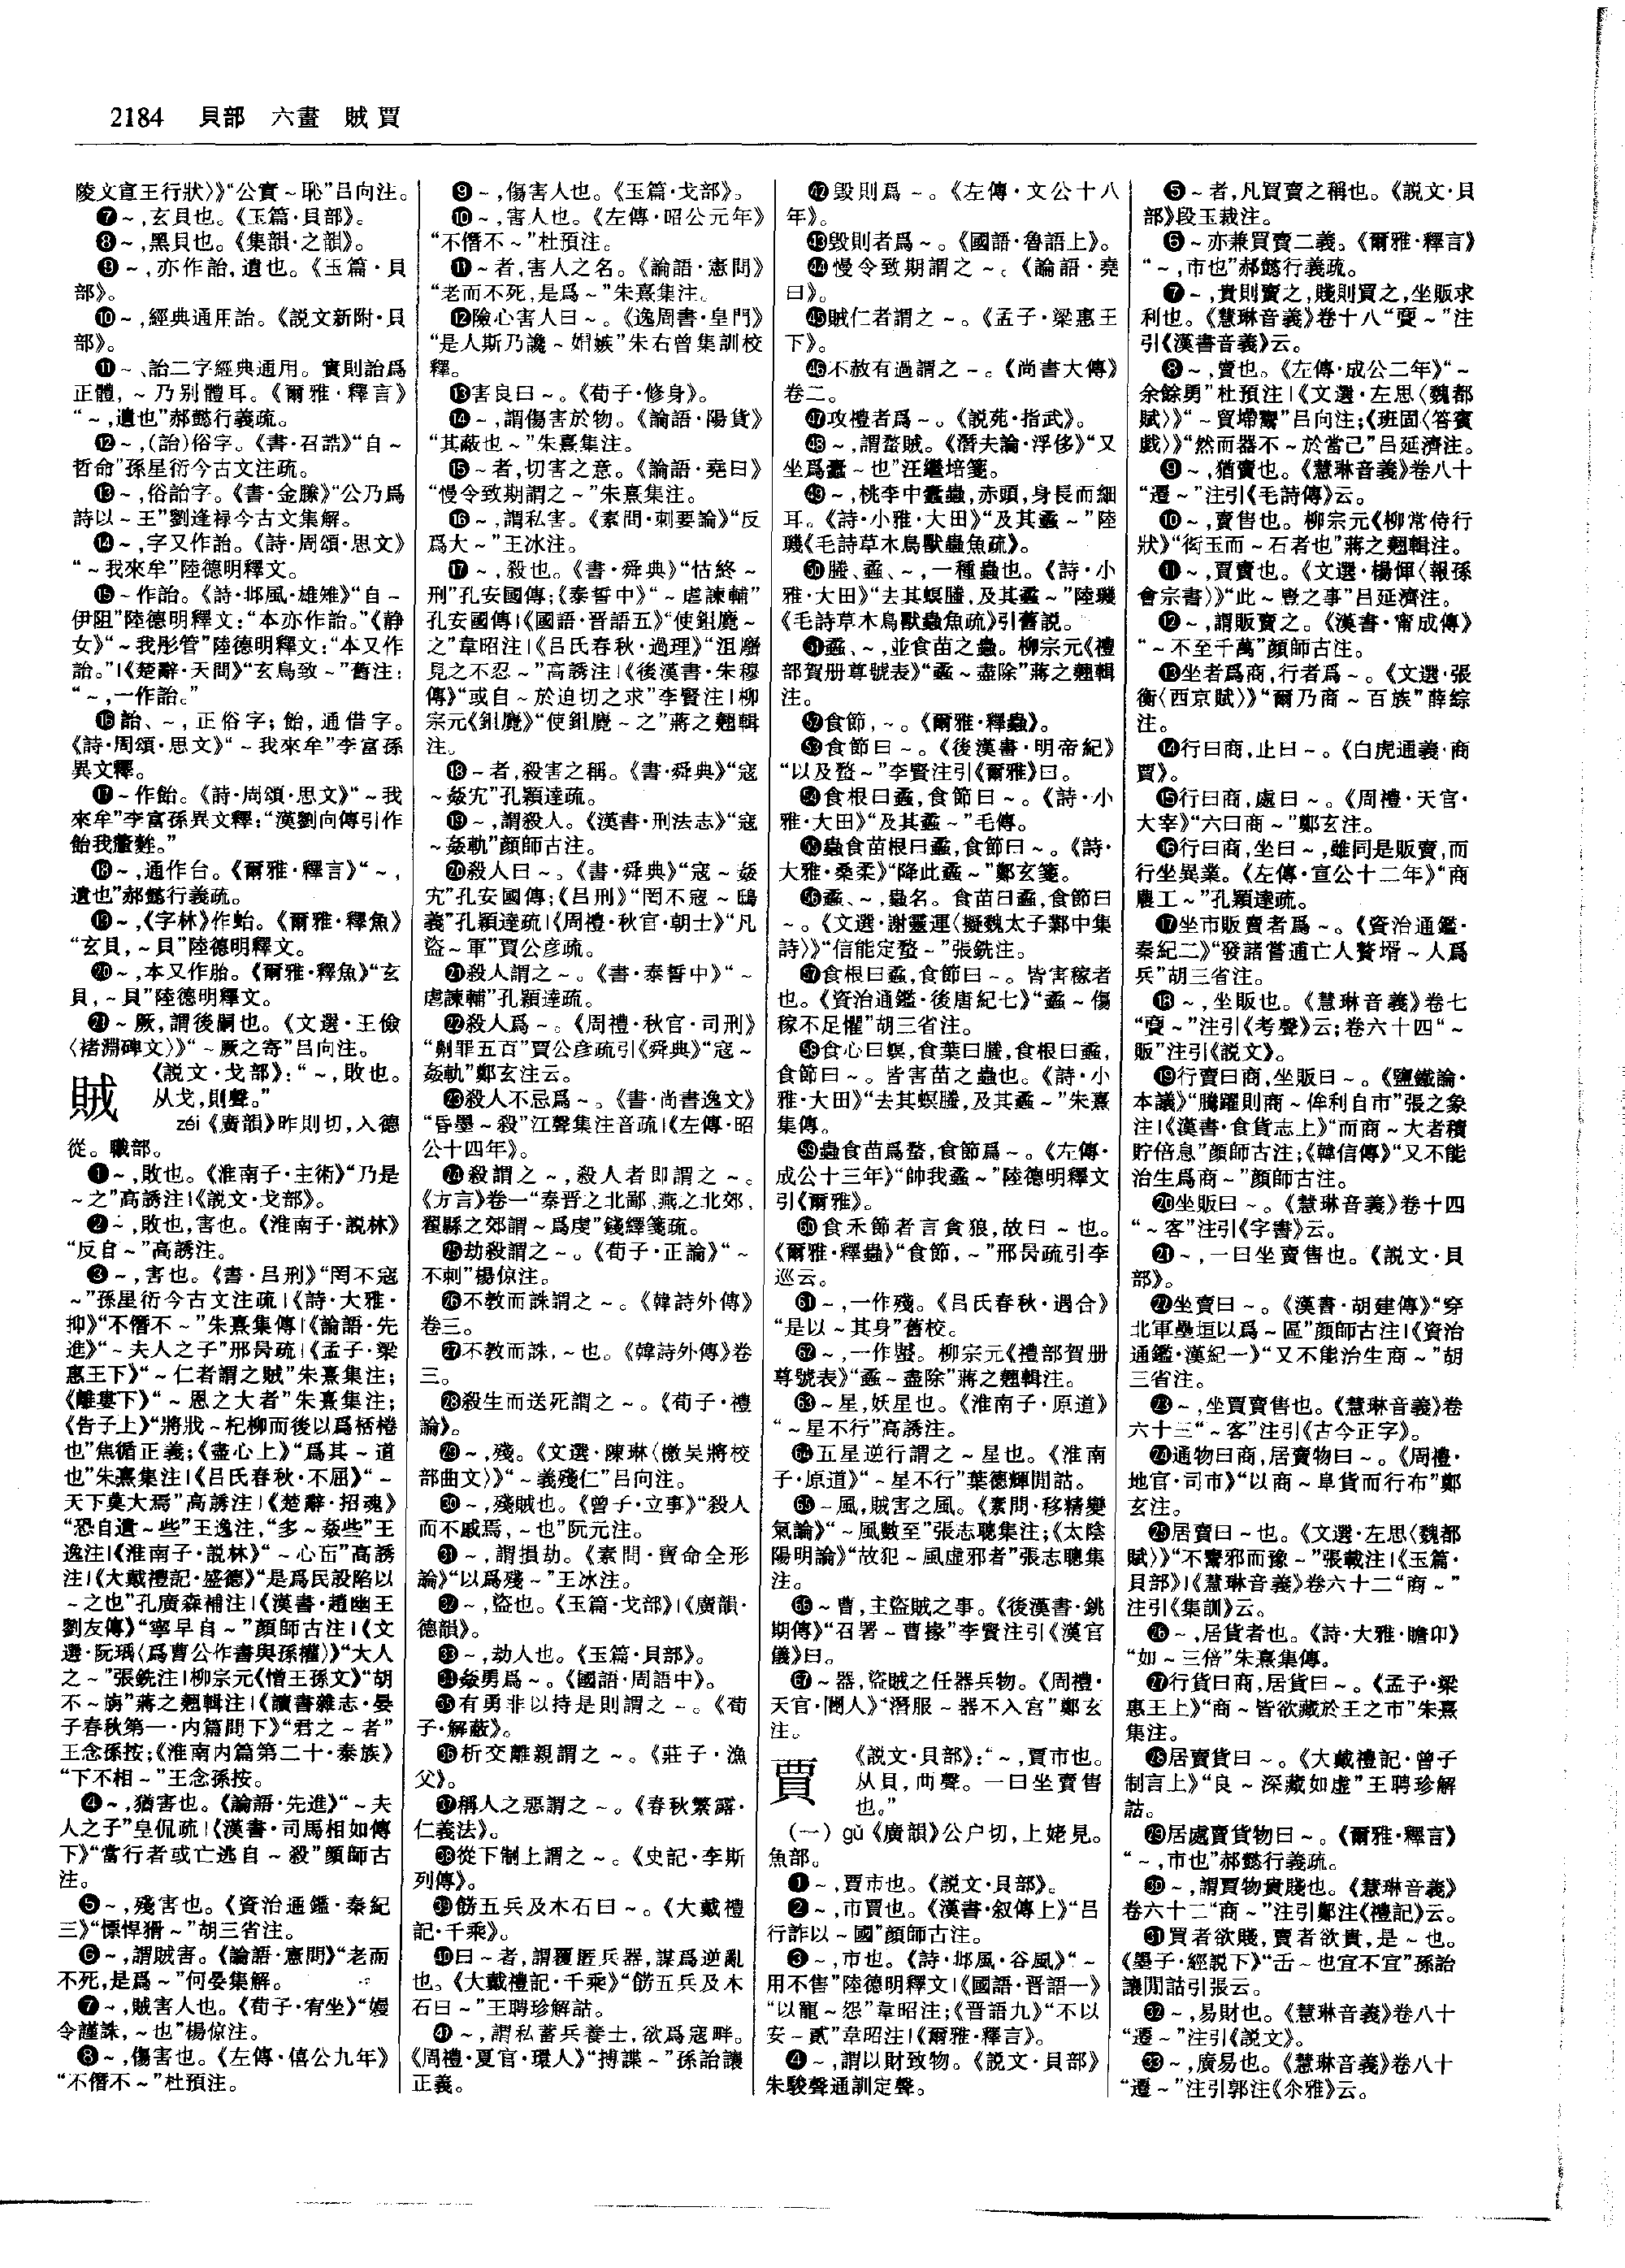 2184 貝部 六畫 賊賈
陵文宣王行狀〉》“公實～恥”吕向注。
❼～,玄貝也。《玉篇·貝部》。
❽～,黑貝也。《集韻·之韻》。
❾～,亦作詒,遺也。《玉篇·貝
部》。
❿～,經典通用詒。《説文新附·貝
部》。
⓫～、詒二字經典通用。實則詒爲
正體,～乃别體耳。《爾雅·釋言》
“～,遺也”郝懿行義疏。
⓬～,(詒)俗字。《書·召誥》“自～
哲命”孫星衍今古文注疏。
⓭～,俗詒字。《書·金縢》“公乃爲
詩以～王”劉逢禄今古文集解。
⓮～,字又作詒。《詩·周頌·思文》
“～我來牟”陸德明釋文。
⓯～作詒。《詩·邶風·雄雉》“自～
伊阻”陸德明釋文:“本亦作詒。”《静
女》“～我彤管”陸德明釋文:“本又作
詒。”|《楚辭·天問》“玄鳥致～”舊注:
“～,一作詒。”
⓰詒、～,正俗字;飴,通借字。
《詩·周頌·思文》“～我來牟”李富孫
異文釋。
⓱～作飴。《詩·周頌·思文》“～我
來牟”李富孫異文釋:“漢劉向傳引作
飴我釐麰。”
⓲～,通作台。《爾雅·釋言》“～,
遺也”郝懿行義疏。
⓳～,《字林》作蛤。《爾雅·釋魚》
“玄貝,～貝”陸德明釋文。
⓴～,本又作胎。《爾雅·釋魚》“玄
貝,～貝”陸德明釋文。
㉑～厥,謂後嗣也。《文選·王儉
〈褚淵碑文〉》“～厥之寄”吕向注。
賊 《説文·戈部》:“～,敗也。
从戈,則聲。”
zéi《廣韻》昨則切,入德
從。職部。
❶～,敗也。《淮南子·主術》“乃是
～之”高誘注|《説文·戈部》。
❷～,敗也,害也。《淮南子·説林》
“反自～”高誘注。
❸～,害也。《書·吕刑》“罔不寇
～”孫星衍今古文注疏|《詩·大雅·
抑》“不僭不～”朱熹集傳|《論語·先
進》“～夫人之子”邢昺疏|《孟子·梁
惠王下》“～仁者謂之賊”朱熹集注;
《離婁下》“～恩之大者”朱熹集注;
《告子上》“將戕～杞柳而後以爲桮棬
也”焦循正義;《盡心上》“爲其～道
也”朱熹集注|《吕氏春秋·不屈》“～
天下莫大焉”高誘注|《楚辭·招魂》
“恐自遺～些”王逸注,“多～姦些”王
逸注|《淮南子·説林》“～心㐫”高誘
注|《大戴禮記·盛德》“是爲民設陷以
～之也”孔廣森補注|《漢書·趙幽王
劉友傳》“寧早自～”顔師古注|《文
選·阮瑀〈爲曹公作書與孫權〉》“大人
之～”張銑注|柳宗元《憎王孫文》“胡
不～旃”蔣之翹輯注|《讀書雜志·晏
子春秋第一·内篇問下》“君之～者”
王念孫按;《淮南内篇第二十·泰族》
“下不相～”王念孫按。
❹～,猶害也。《論語·先進》“～夫
人之子”皇侃疏|《漢書·司馬相如傳
下》“當行者或亡逃自～殺”顔師古
注。
❺～,殘害也。《資治通鑑·秦紀
三》“慓悍猾～”胡三省注。
❻～,謂賊害。《論語·憲問》“老而
不死,是爲～”何晏集解。
❼～,賊害人也。《荀子·宥坐》“嫚
令謹誅,～也”楊倞注。
❽～,傷害也。《左傳·僖公九年》
“不僭不～”杜預注。
❾～,傷害人也。《玉篇·戈部》。
❿～,害人也。《左傳·昭公元年》
“不僭不～”杜預注。
⓫～者,害人之名。《論語·憲問》
“老而不死,是爲～”朱熹集注。
⓬險心害人曰～。《逸周書·皇門》
“是人斯乃讒～媢嫉”朱右曾集訓校
釋。
⓭害良曰～。《荀子·修身》。
⓮～,謂傷害於物。《論語·陽貨》
“其蔽也～”朱熹集注。
⓯～者,切害之意。《論語·堯曰》
“慢令致期謂之～”朱熹集注。
⓰～,謂私害。《素問·刺要論》“反
爲大～”王冰注。
⓱～,殺也。《書·舜典》“怙終～
刑”孔安國傳;《泰誓中》“～虐諫輔”
孔安國傳|《國語·晉語五》“使鉏麑～
之”韋昭注|《吕氏春秋·過理》“沮麛
見之不忍～”高誘注|《後漢書·朱穆
傳》“或自～於迫切之求”李賢注|柳
宗元《鉏麑》“使鉏麑～之”蔣之翹輯
注。
⓲～者,殺害之稱。《書·舜典》“寇
～姦宄”孔穎達疏。
⓳～,謂殺人。《漢書·刑法志》“寇
～姦軌”顔師古注。
⓴殺人曰～。《書·舜典》“寇～姦
宄”孔安國傳;《吕刑》“罔不寇～鴟
義”孔穎達疏|《周禮·秋官·朝士》“凡
盜～軍”賈公彦疏。
㉑殺人謂之～。《書·泰誓中》“～
虐諫輔”孔穎達疏。
㉒殺人爲～。《周禮·秋官·司刑》
“劓罪五百”賈公彦疏引《舜典》“寇～
姦軌”鄭玄注云。
㉓殺人不忌爲～。《書·尚書逸文》
“昏墨～殺”江聲集注音疏|《左傳·昭
公十四年》。
㉔殺謂之～,殺人者即謂之～。
《方言》卷一“秦晉之北鄙、燕之北郊、
翟縣之郊謂～爲虔”錢繹箋疏。
㉕劫殺謂之～。《荀子·正論》“～
不刺”楊倞注。
㉖不教而誅謂之～。《韓詩外傳》
卷三。
㉗不教而誅,～也。《韓詩外傳》卷
三。
㉘殺生而送死謂之～。《荀子·禮
論》。
㉙～,殘。《文選·陳琳〈檄吴將校
部曲文〉》“～義殘仁”吕向注。
㉚～,殘賊也。《曾子·立事》“殺人
而不戚焉,～也”阮元注。
㉛～,謂損劫。《素問·寶命全形
論》“以爲殘～”王冰注。
㉜～,盜也。《玉篇·戈部》|《廣韻·
德韻》。
㉝～,劫人也。《玉篇·貝部》。
㉞姦勇爲～。《國語·周語中》。
㉟有勇非以持是則謂之～。《荀
子·解蔽》。
㊱析交離親謂之～。《莊子·漁
父》。
㊲稱人之惡謂之～。《春秋繁露·
仁義法》。
㊳從下制上謂之～。《史記·李斯
列傳》。
㊴飭五兵及木石曰～。《大戴禮
記·千乘》。
㊵曰～者,謂覆匿兵器,謀爲逆亂
也。《大戴禮記·千乘》“飭五兵及木
石曰～”王聘珍解詁。
㊶～,謂私蓄兵養士,欲爲寇畔。
《周禮·夏官·環人》“搏諜～”孫詒讓
正義。
㊷毁則爲～。《左傳·文公十八
年》。
㊸毁則者爲～。《國語·魯語上》。
㊹慢令致期謂之～。《論語·堯
曰》。
㊺賊仁者謂之～。《孟子·梁惠王
下》。
㊻不赦有過謂之～。《尚書大傳》
卷二。
㊼攻禮者爲～。《説苑·指武》。
㊽～,謂蝥賊。《潛夫論·浮侈》“又
坐爲蠹～也”汪繼培箋。
㊾～,桃李中蠹蟲,赤頭,身長而細
耳。《詩·小雅·大田》“及其蟊～”陸
璣《毛詩草木鳥獸蟲魚疏》。
㊿螣、蟊、～,一種蟲也。《詩·小
雅·大田》“去其螟螣,及其蟊～”陸璣
《毛詩草木鳥獸蟲魚疏》引舊説。
51蟊、～,並食苗之蟲。柳宗元《禮
部賀册尊號表》“蟊～盡除”蔣之翹輯
注。
52食節,～。《爾雅·釋蟲》。
53食節曰～。《後漢書·明帝紀》
“以及蝥～”李賢注引《爾雅》曰。
54食根曰蟊,食節曰～。《詩·小
雅·大田》“及其蟊～”毛傳。
55蟲食苗根曰蟊,食節曰～。《詩·
大雅·桑柔》“降此蟊～”鄭玄箋。
56蟊、～,蟲名。食苗曰蟊,食節曰
～。《文選·謝靈運〈擬魏太子鄴中集
詩〉》“信能定蝥～”張銑注。
57食根曰蟊,食節曰～。皆害稼者
也。《資治通鑑·後唐紀七》“蟊～傷
稼不足懼”胡三省注。
58食心曰螟,食葉曰螣,食根曰蟊,
食節曰～。皆害苗之蟲也。《詩·小
雅·大田》“去其螟螣,及其蟊～”朱熹
集傳。
59蟲食苗爲蝥,食節爲～。《左傳·
成公十三年》“帥我蟊～”陸德明釋文
引《爾雅》。
60食禾節者言貪狼,故曰～也。
《爾雅·釋蟲》“食節,～”邢昺疏引李
巡云。
61～,一作殘。《吕氏春秋·遇合》
“是以～其身”舊校。
62～,一作蠈。柳宗元《禮部賀册
尊號表》“蟊～盡除”蔣之翹輯注。
63～星,妖星也。《淮南子·原道》
“～星不行”高誘注。
64五星逆行謂之～星也。《淮南
子·原道》“～星不行”葉德輝閒詁。
65～風,賊害之風。《素問·移精變
氣論》“～風數至”張志聰集注;《太陰
陽明論》“故犯～風虚邪者”張志聰集
注。
66～曹,主盜賊之事。《後漢書·銚
期傳》“召署～曹掾”李賢注引《漢官
儀》曰。
67～器,盜賊之任器兵物。《周禮·
天官·閽人》“潛服～器不入宫”鄭玄
注。
賈 《説文·貝部》:“～,賈市也。
从貝,襾聲。一曰坐賣售
也。”
(一)gǔ《廣韻》公户切,上姥見。
魚部。
❶～,賈市也。《説文·貝部》。
❷～,市賈也。《漢書·叙傳上》“吕
行詐以～國”顔師古注。
❸～,市也。《詩·邶風·谷風》“～
用不售”陸德明釋文|《國語·晉語一》
“以寵～怨”韋昭注;《晉語九》“不以
安～貳”韋昭注|《爾雅·釋言》。
❹～,謂以財致物。《説文·貝部》
朱駿聲通訓定聲。
❺～者,凡買賣之稱也。《説文·貝
部》段玉裁注。
❻～亦兼買賣二義。《爾雅·釋言》
“～,市也”郝懿行義疏。
❼～,貴則賣之,賤則買之,坐販求
利也。《慧琳音義》卷十八“商～”注
引《漢書音義》云。
❽～,賣也。《左傳·成公二年》“～
余餘勇”杜預注|《文選·左思〈魏都
賦〉》“～貿墆鬻”吕向注;《班固〈答賓
戲〉》“然而器不～於當己”吕延濟注。
❾～,猶賣也。《慧琳音義》卷八十
“遷～”注引《毛詩傳》云。
❿～,賣售也。柳宗元《柳常侍行
狀》“衒玉而～石者也”蔣之翹輯注。
⓫～,買賣也。《文選·楊惲〈報孫
會宗書〉》“此～豎之事”吕延濟注。
⓬～,謂販賣之。《漢書·甯成傳》
“～不至千萬”顔師古注。
⓭坐者爲商,行者爲～。《文選·張
衡〈西京賦〉》“爾乃商～百族”薛綜
注。
⓮行曰商,止曰～。《白虎通義·商
賈》。
⓯行曰商,處曰～。《周禮·天官·
大宰》“六曰商～”鄭玄注。
⓰行曰商,坐曰～,雖同是販賣,而
行坐異業。《左傳·宣公十二年》“商
農工～”孔穎達疏。
⓱坐市販賣者爲～。《資治通鑑·
秦紀二》“發諸嘗逋亡人贅壻～人爲
兵”胡三省注。
⓲～,坐販也。《慧琳音義》卷七
“商～”注引《考聲》云;卷六十四“～
販”注引《説文》。
⓳行賣曰商,坐販曰～。《鹽鐵論·
本議》“騰躍則商～侔利自市”張之象
注|《漢書·食貨志上》“而商～大者積
貯倍息”顔師古注;《韓信傳》“又不能
治生爲商～”顔師古注。
⓴坐販曰～。《慧琳音義》卷十四
“～客”注引《字書》云。
㉑～,一曰坐賣售也。《説文·貝
部》。
㉒坐賣曰～。《漢書·胡建傳》“穿
北軍壘垣以爲～區”顔師古注|《資治
通鑑·漢紀一》“又不能治生商～”胡
三省注。
㉓～,坐賈賣售也。《慧琳音義》卷
六十三“～客”注引《古今正字》。
㉔通物曰商,居賣物曰～。《周禮·
地官·司市》“以商～阜貨而行布”鄭
玄注。
㉕居賣曰～也。《文選·左思〈魏都
賦〉》“不鬻邪而豫～”張載注|《玉篇·
貝部》|《慧琳音義》卷六十二“商～”
注引《集訓》云。
㉖～,居貨者也。《詩·大雅·瞻卬》
“如～三倍”朱熹集傳。
㉗行貨曰商,居貨曰～。《孟子·梁
惠王上》“商～皆欲藏於王之市”朱熹
集注。
㉘居賣貨曰～。《大戴禮記·曾子
制言上》“良～深藏如虚”王聘珍解
詁。
㉙居處賣貨物曰～。《爾雅·釋言》
“～,市也”郝懿行義疏。
㉚～,謂買物貴賤也。《慧琳音義》
卷六十二“商～”注引鄭注《禮記》云。
㉛買者欲賤,賣者欲貴,是～也。
《墨子·經説下》“缶～也宜不宜”孫詒
讓閒詁引張云。
㉜～,易財也。《慧琳音義》卷八十
“遷～”注引《説文》。
㉝～,廣易也。《慧琳音義》卷八十
“遷～”注引郭注《尒雅》云。